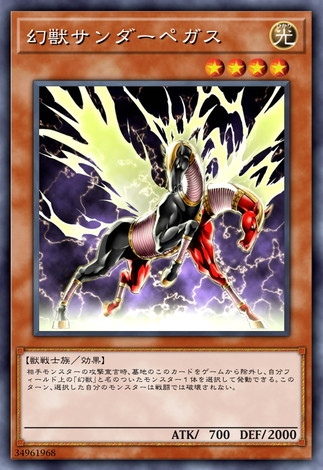 幻獣サンダーペガス
光
【獣戦士族／効果】
相手モンスターの攻撃宣言時、墓地のこのカードをゲームから除外し、自分フ
ィールド上の「幻獣」と名のついたモンスター１体を選択して発動できる。この
ターン、選択した自分のモンスターは戦闘では破壊されない。
ATK/ 700 DEF/2000
34961968